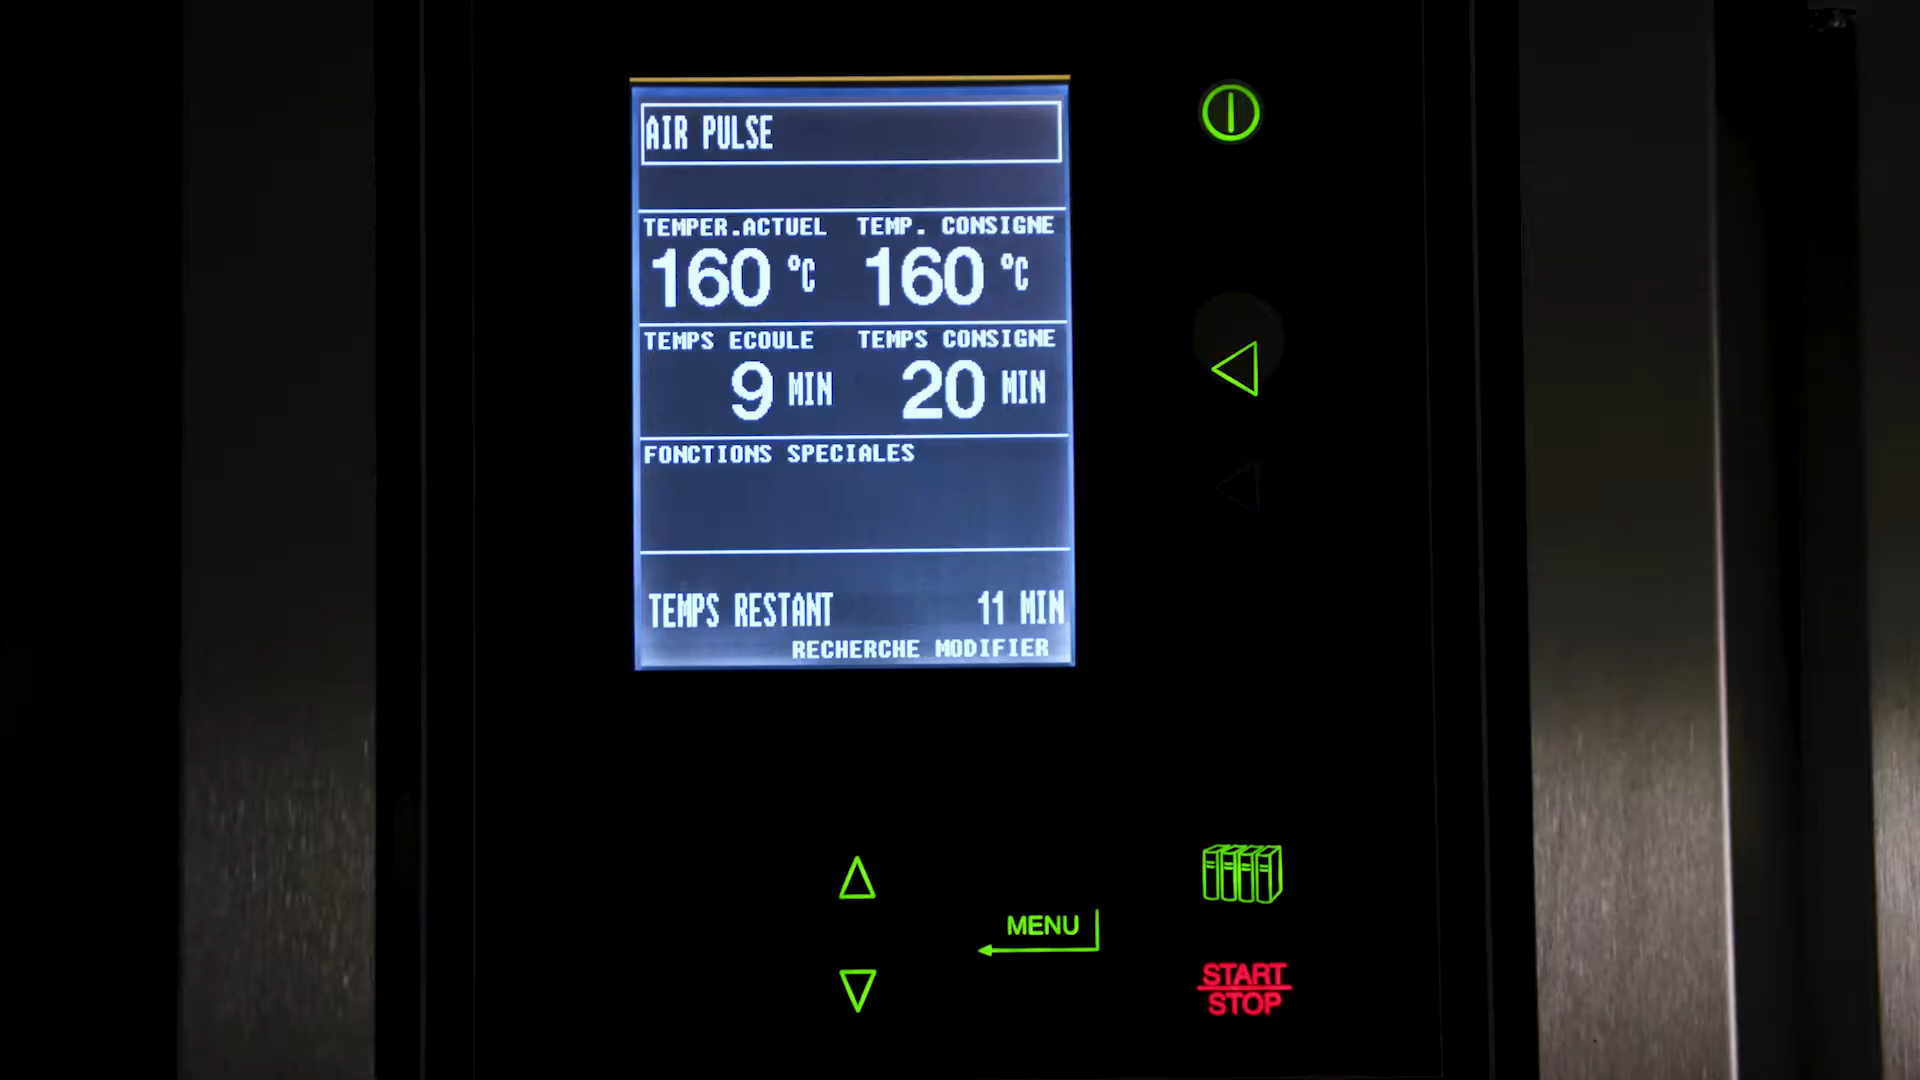 AIR PULSE
TEMPER.ACTUEL TEMP. CONSIGNE
160 °C 160 °C
TEMPS ECOULE TEMPS CONSIGNE
9 MIN 20 MIN
FONCTIONS SPECIALES
TEMPS RESTANT 11 MIN
RECHERCHE MODIFIER
MENU
START
STOP